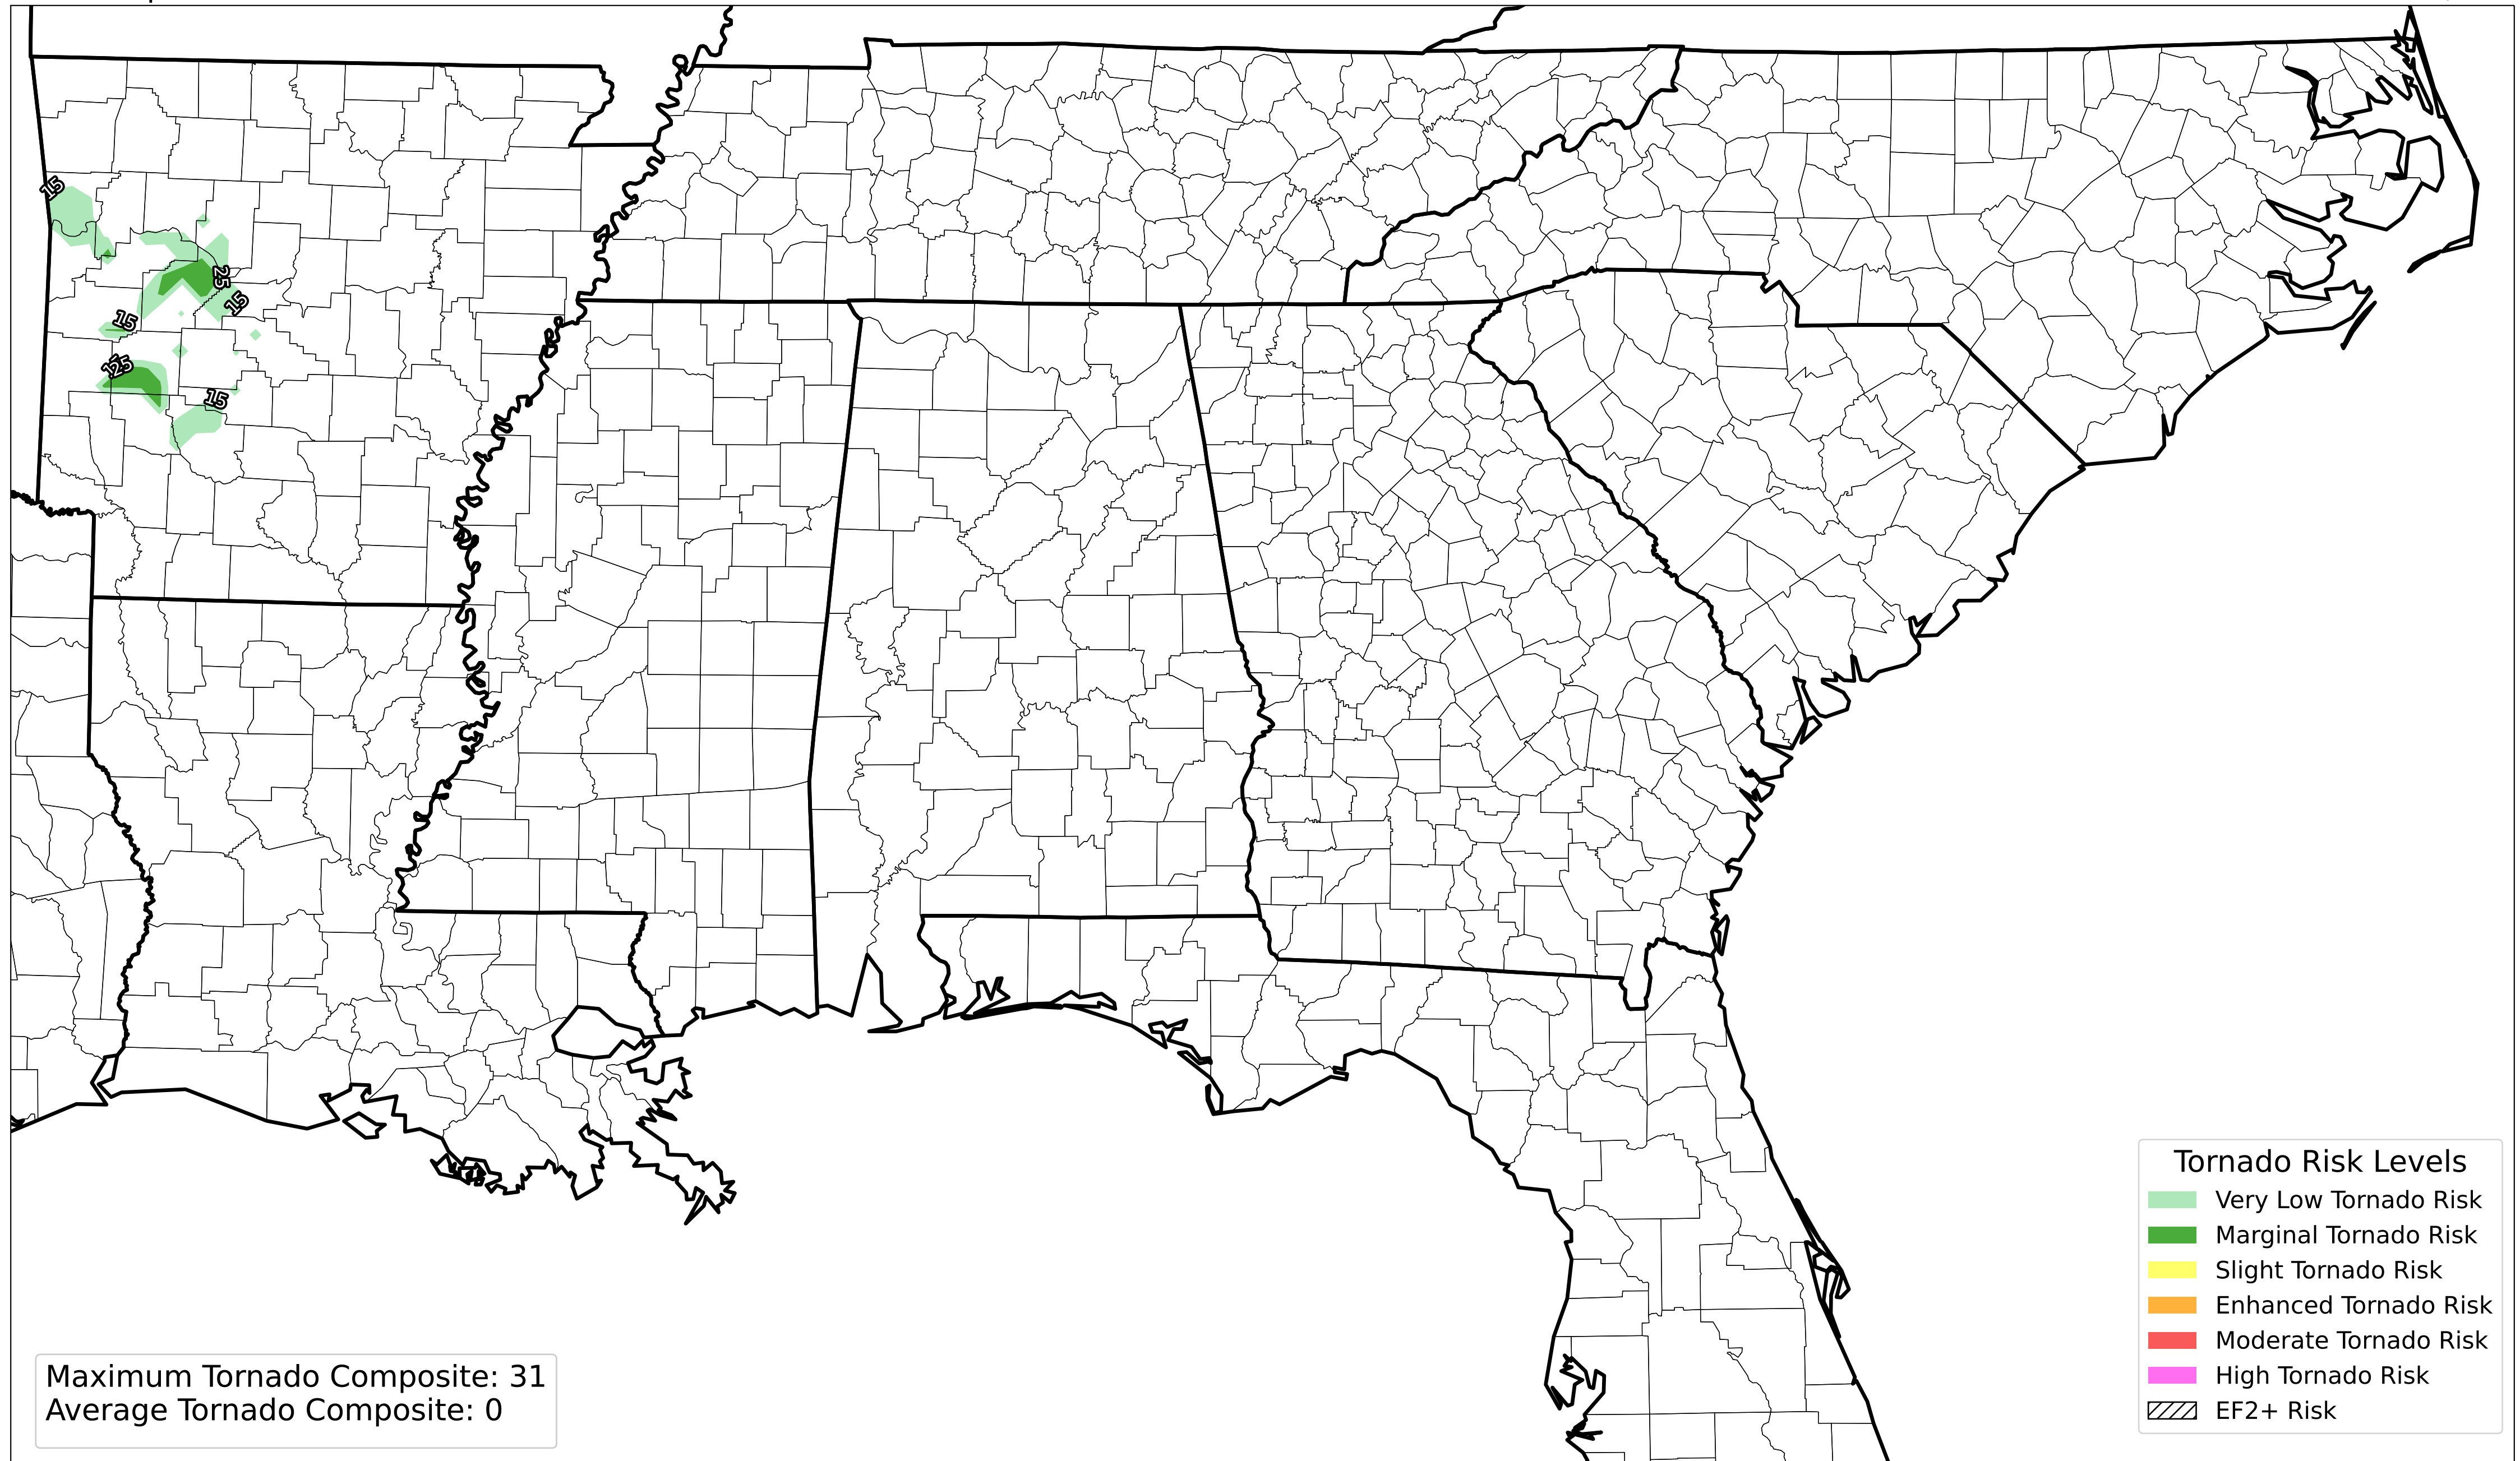 15
25
15
15
15
25
15
Tornado Risk Levels
Very Low Tornado Risk
Marginal Tornado Risk
Slight Tornado Risk
Enhanced Tornado Risk
Moderate Tornado Risk
High Tornado Risk
EF2+ Risk
Maximum Tornado Composite: 31
Average Tornado Composite: 0